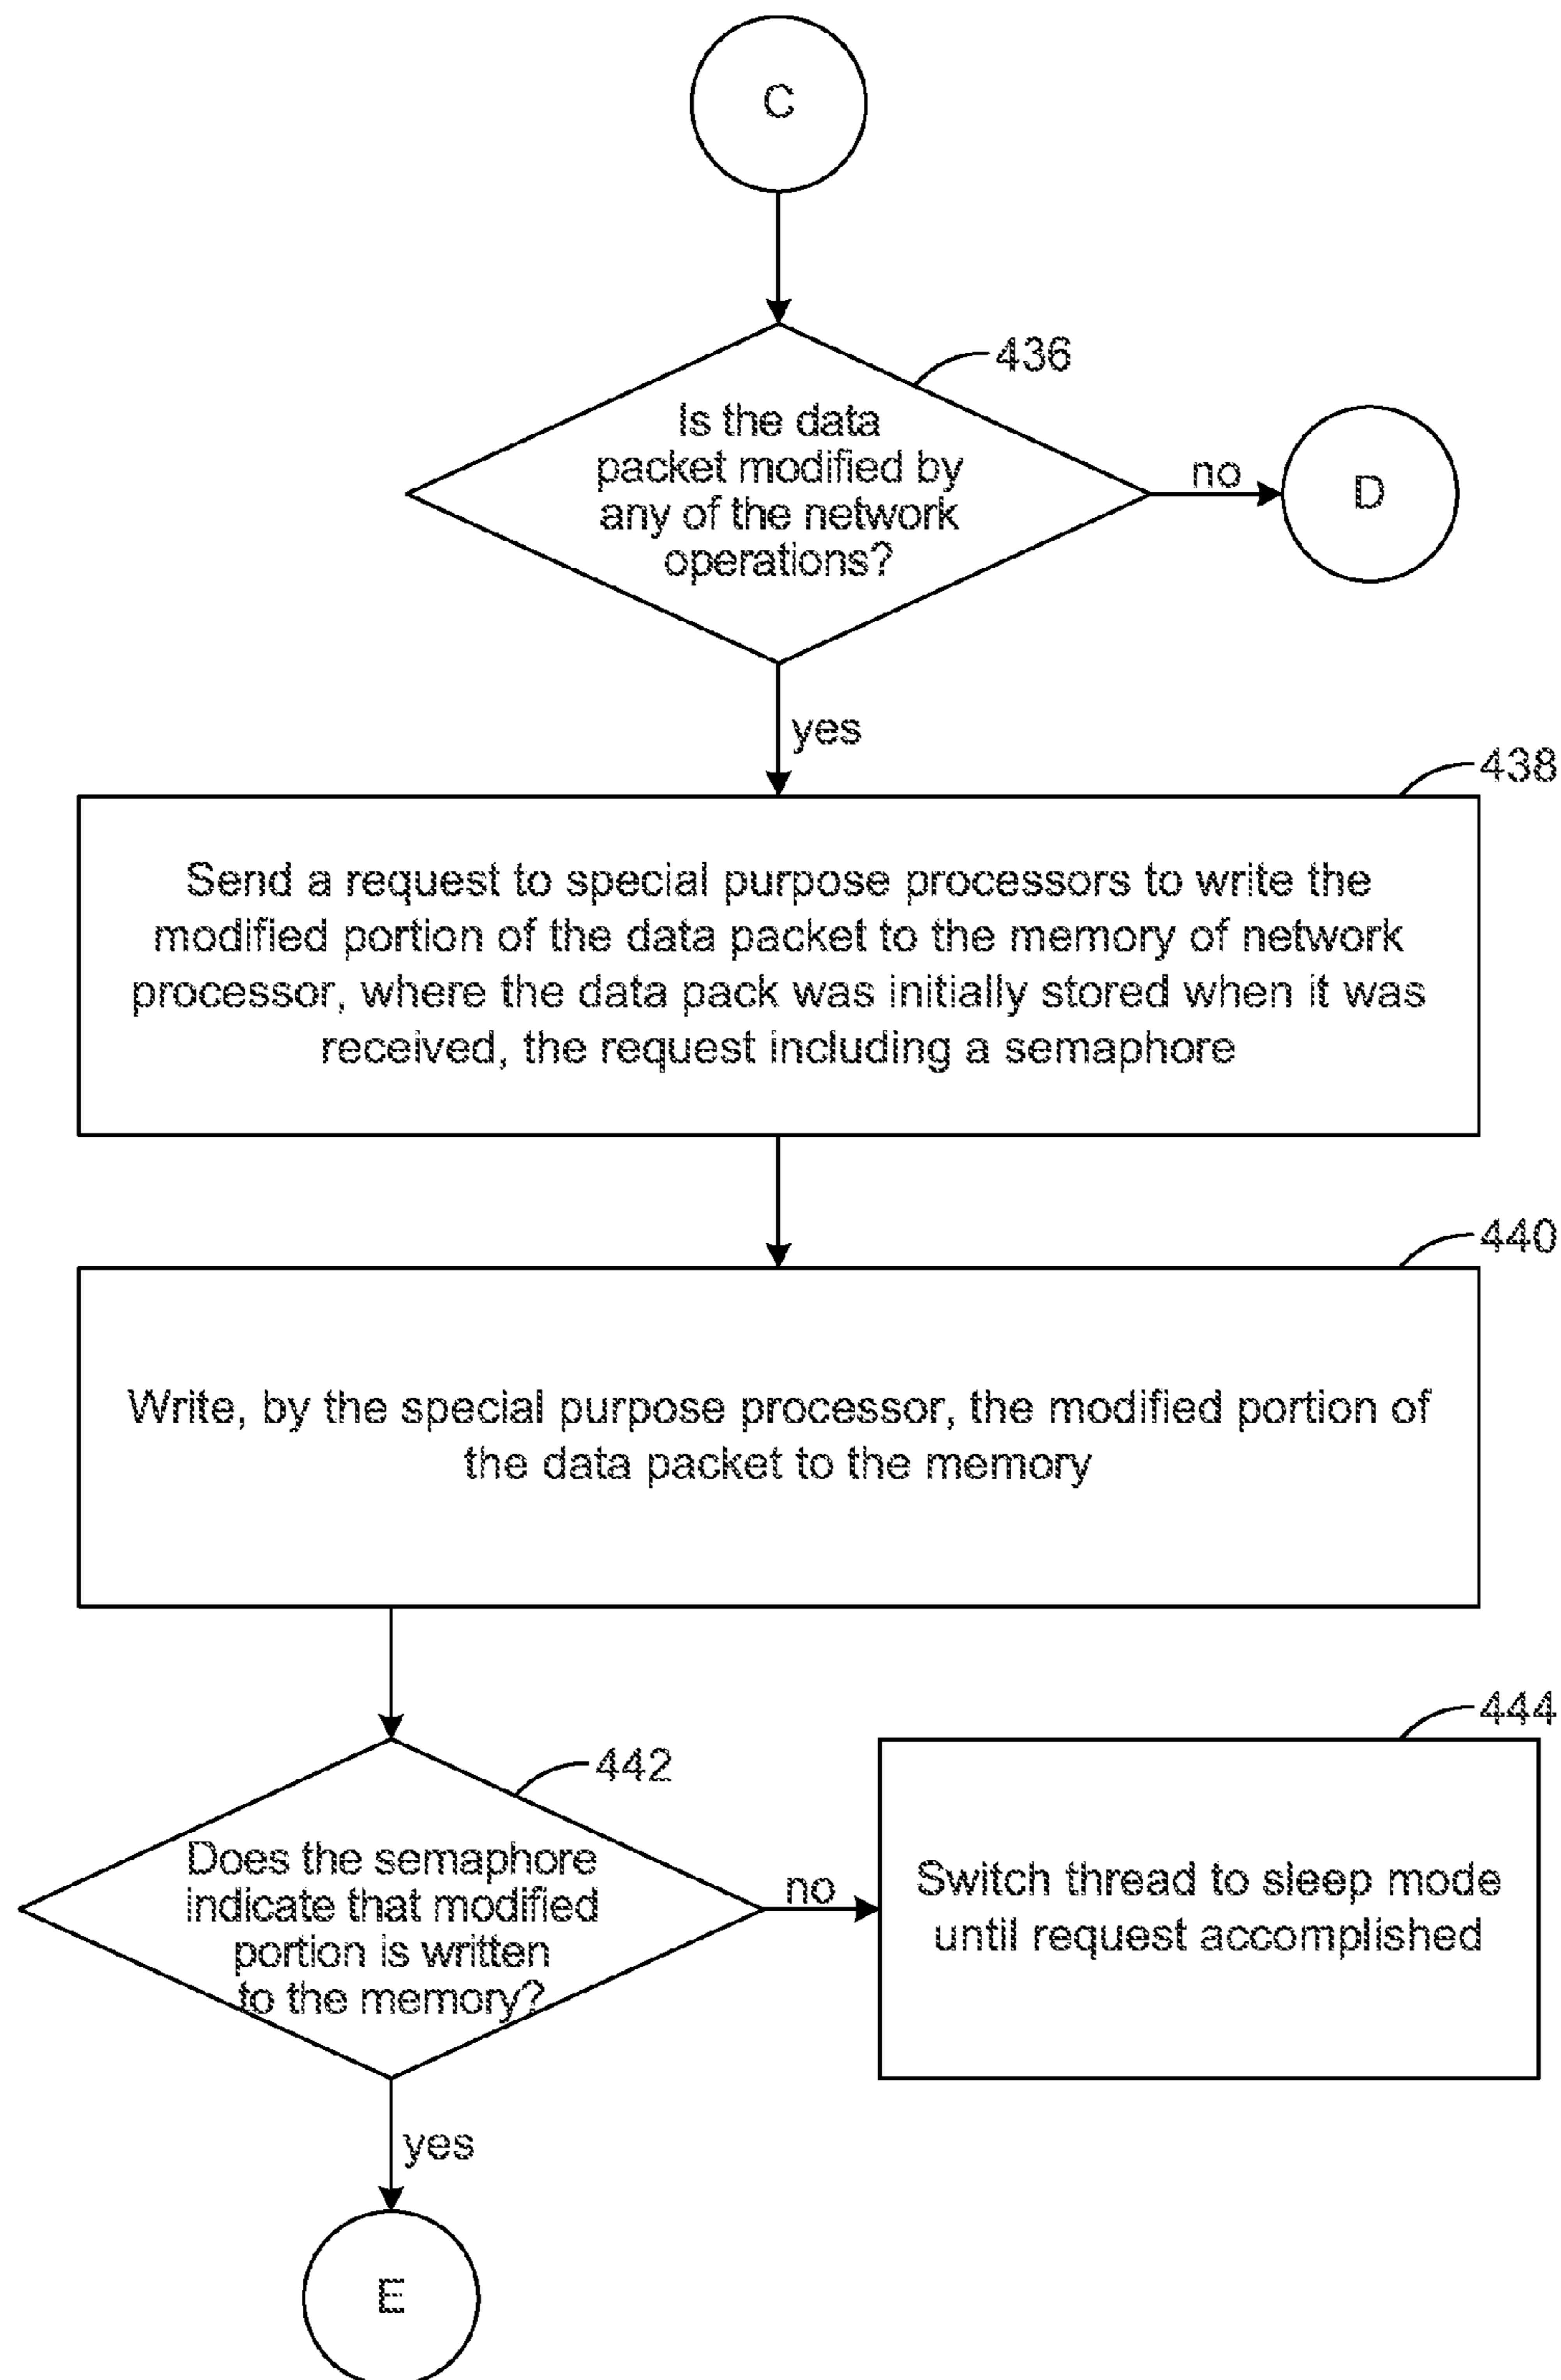 C
436
Is the data
packet modified by
any of the network
operations?
no
D
yes
438
Send a request to special purpose processors to write the
modified portion of the data packet to the memory of network
processor, where the data pack was initially stored when it was
received, the request including a semaphore
440
Write, by the special purpose processor, the modified portion of
the data packet to the memory
442
Does the semaphore
indicate that modified
portion is written
to the memory?
no
444
Switch thread to sleep mode
until request accomplished
yes
E